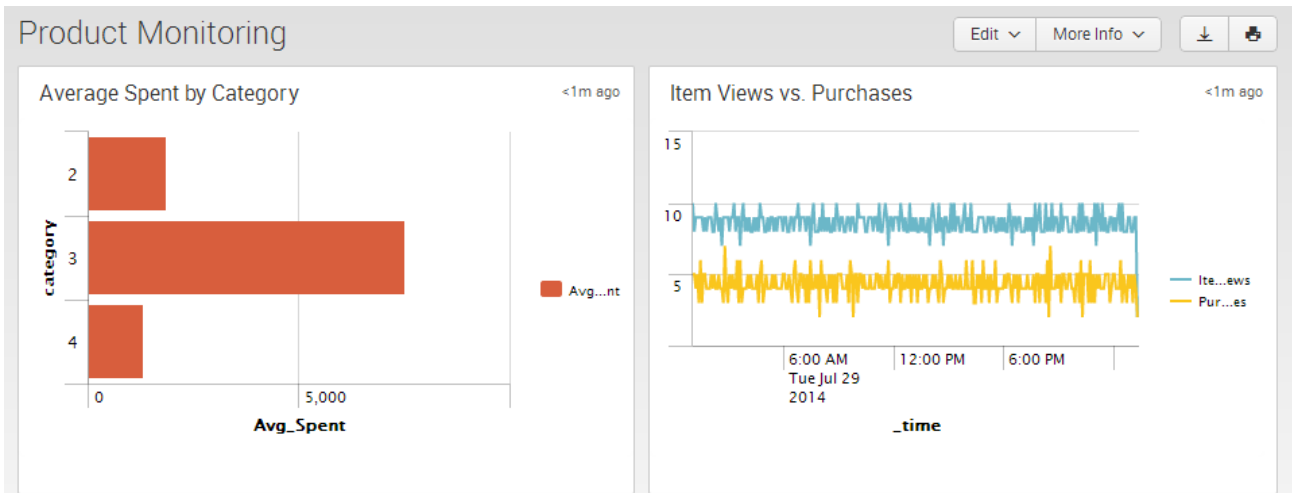 Product Monitoring
Edit
More Info
Average Spent by Category
<1m ago
2
3
4
category
0
5,000
Avg_Spent
Avg...nt
Item Views vs. Purchases
<1m ago
15
10
5
6:00 AM
12:00 PM
6:00 PM
Tue Jul 29
2014
_time
Ite...ews
Pur...es